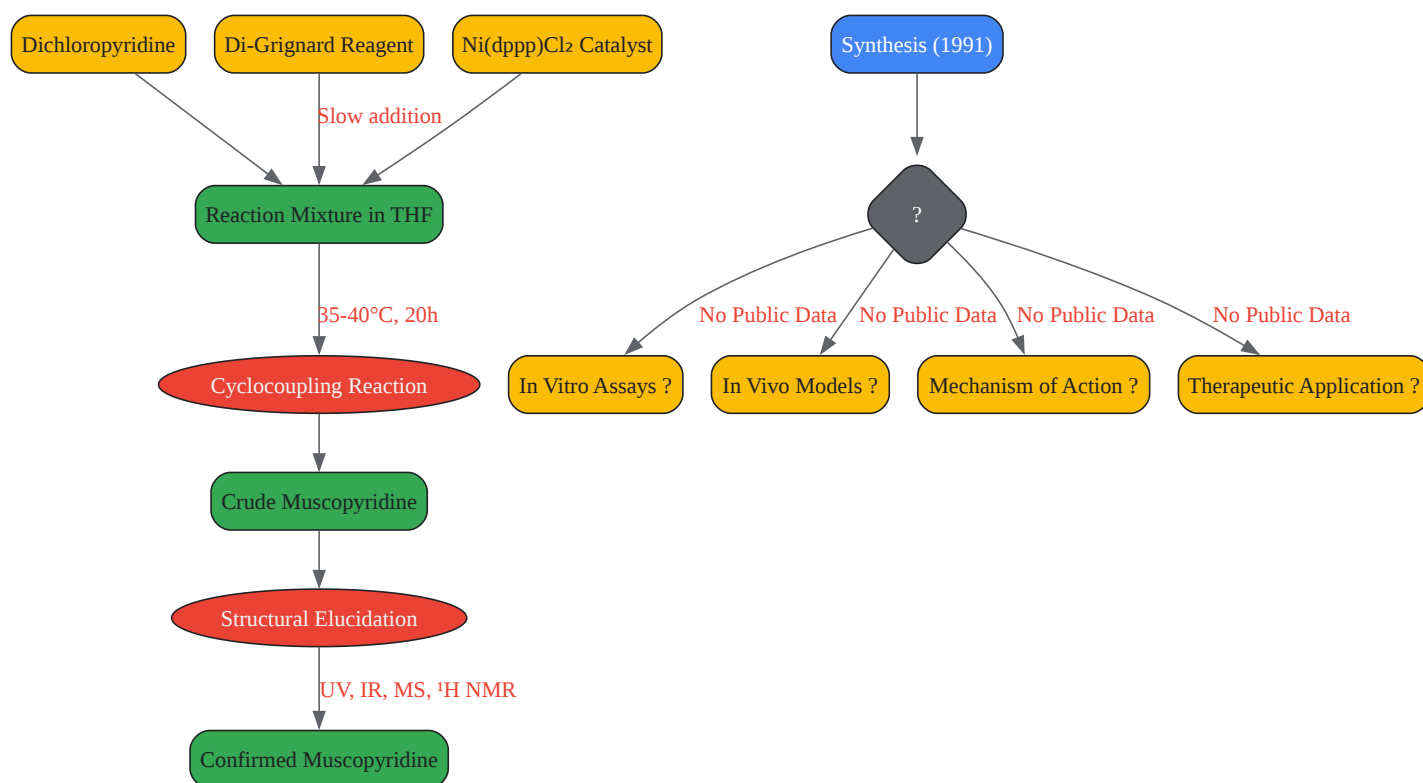 Dichloropyridine
Di-Grignard Reagent
Ni(dppp)Cl₂ Catalyst
Slow addition
Reaction Mixture in THF
35-40°C, 20h
Cyclocoupling Reaction
Crude Muscopyridine
Structural Elucidation
UV, IR, MS, ¹H NMR
Confirmed Muscopyridine
Synthesis (1991)
?
No Public Data
No Public Data
No Public Data
No Public Data
In Vitro Assays ?
In Vivo Models ?
Mechanism of Action ?
Therapeutic Application ?